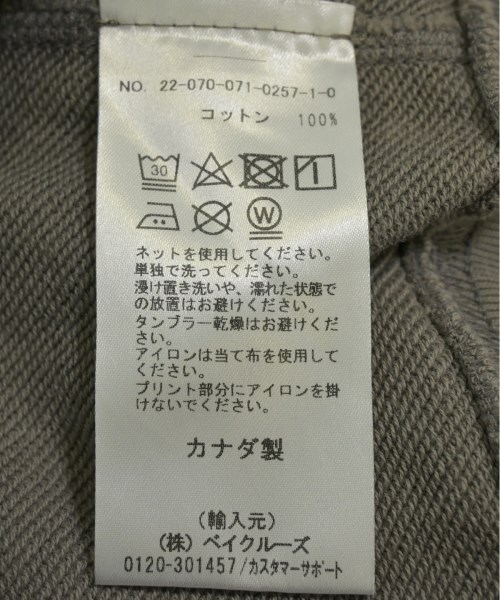 NO. 22-070-071-0257-1-0
コットン 100%
30
W
ネットを使用してください。
単独で洗ってください。
浸け置き洗いや、濡れた状態で
の放置はお避けください。
タンブラー乾燥はお避けくだ
さい。
アイロンは当て布を使用して
ください。
プリント部分にアイロンを掛
けないでください。
カナダ製
(輸入元)
(株) ベイクルーズ
0120-301457/カスタマーサポート